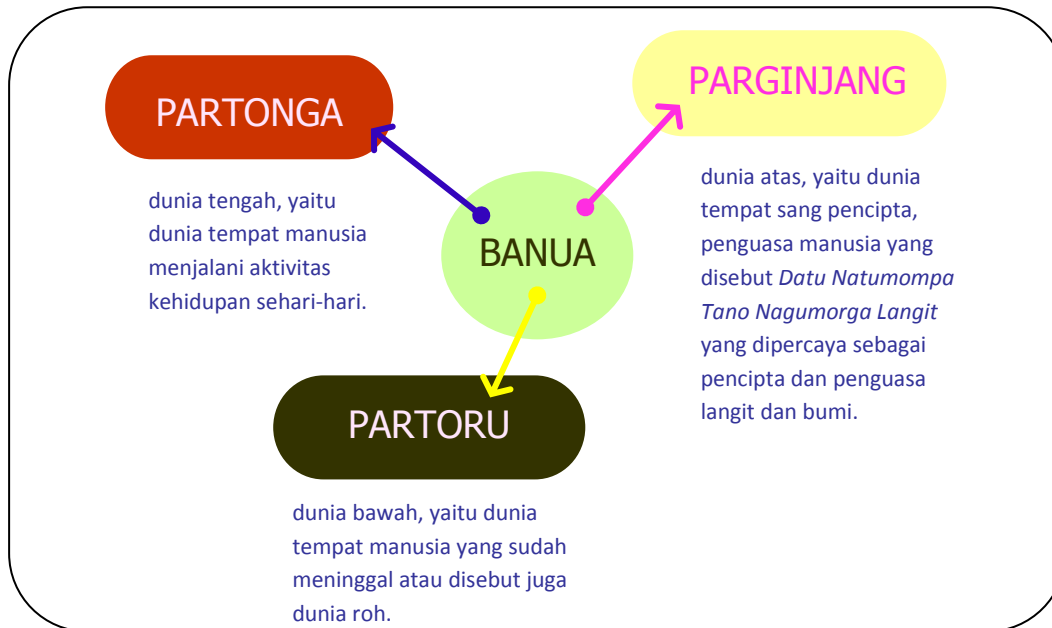 PARTONGA
dunia tengah, yaitu
dunia tempat manusia
menjalani aktivitas
kehidupan sehari-hari.
PARGINJANG
dunia atas, yaitu dunia
tempat sang pencipta,
penguasa manusia yang
disebut Datu Natumompa
Tano Nagumorga Langit
yang dipercaya sebagai
pencipta dan penguasa
langit dan bumi.
BANUA
PARTORU
dunia bawah, yaitu dunia
tempat manusia yang sudah
meninggal atau disebut juga
dunia roh.